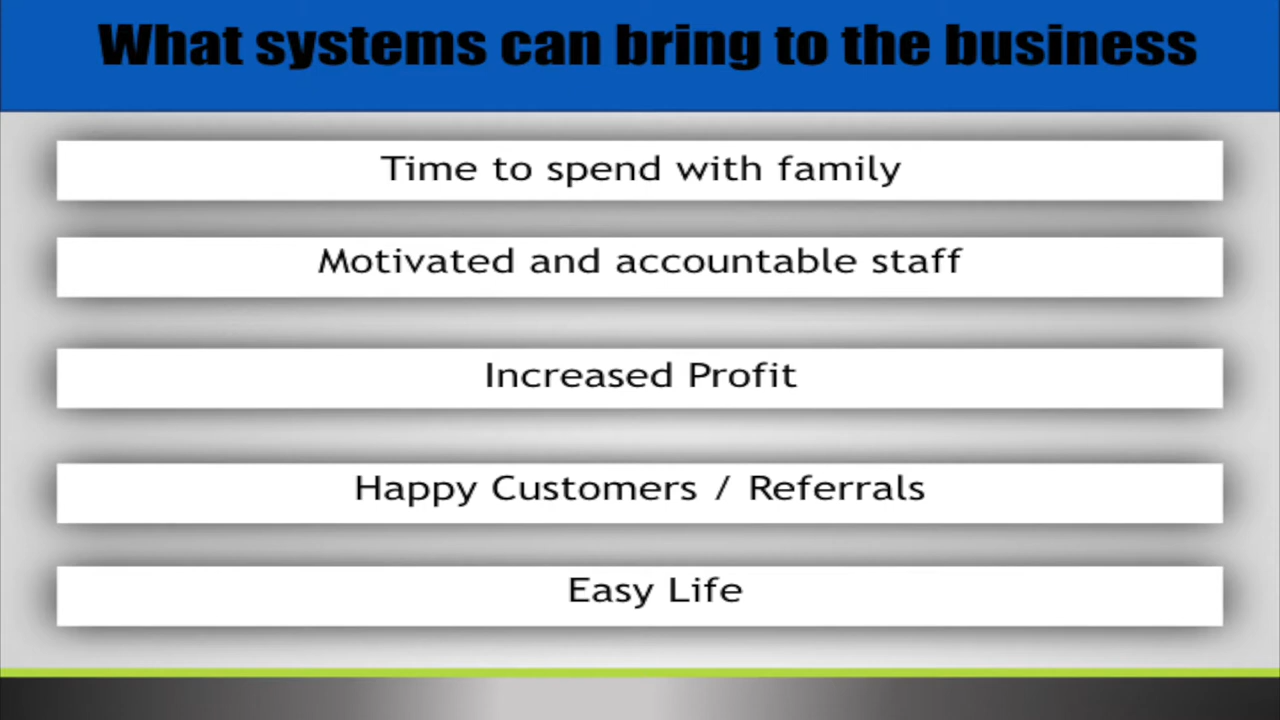 What systems can bring to the business
Time to spend with family
Motivated and accountable staff
Increased Profit
Happy Customers / Referrals
Easy Life